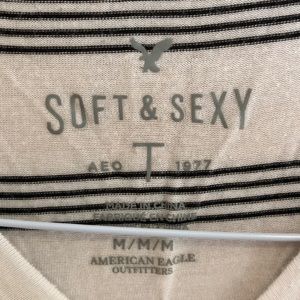 SOFT & SEXY
AEO T 1977
MADE IN CHINA
M/M/M
AMERICAN EAGLE
OUTFITTERS